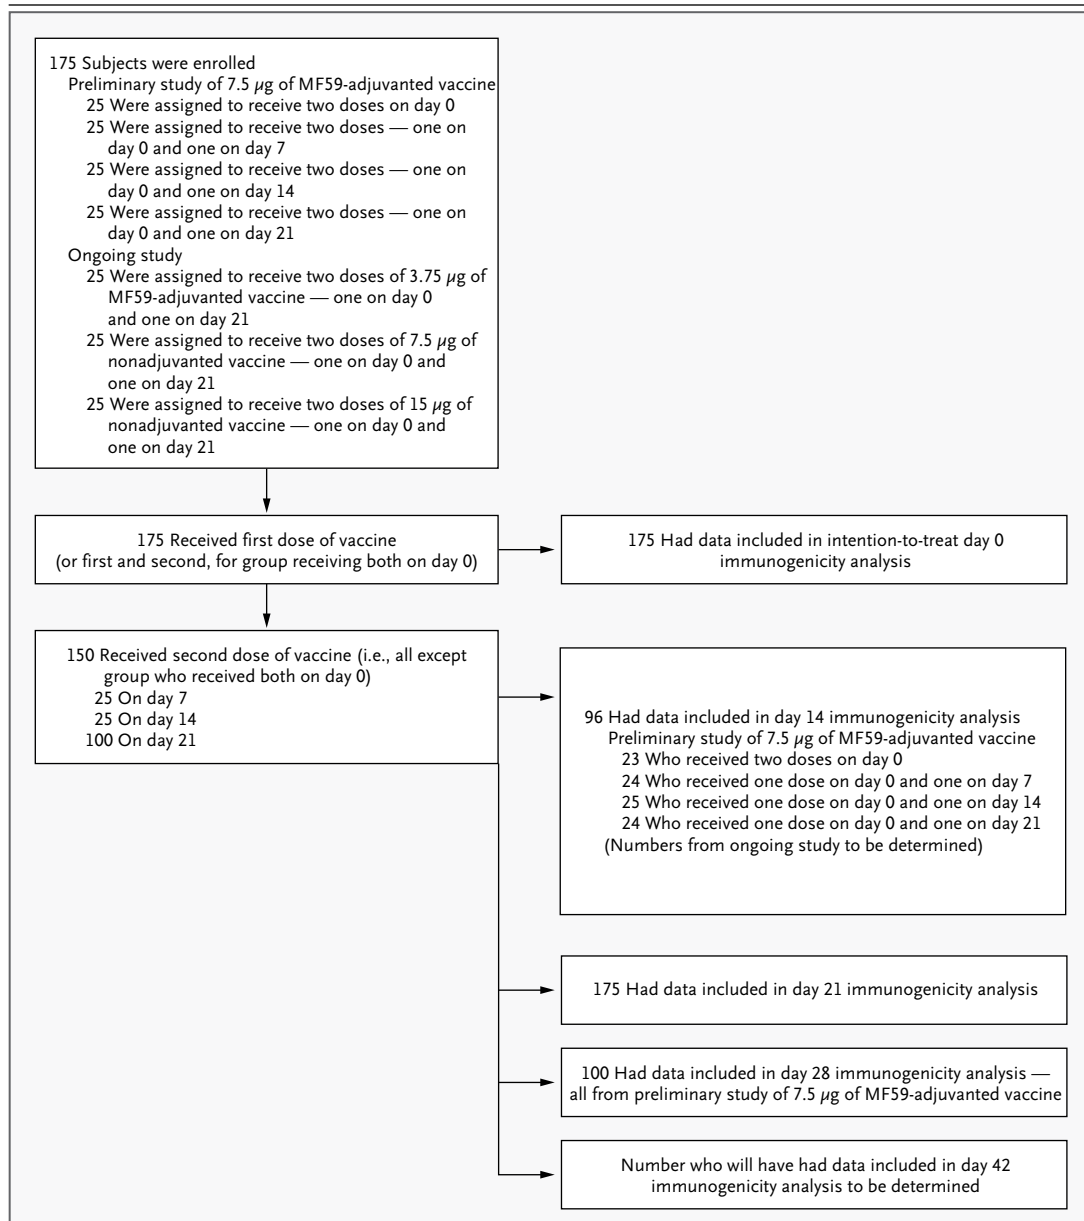 175 Subjects were enrolled
Preliminary study of 7.5 µg of MF59-adjuvanted vaccine
25 Were assigned to receive two doses on day 0
25 Were assigned to receive two doses — one on
day 0 and one on day 7
25 Were assigned to receive two doses — one on
day 0 and one on day 14
25 Were assigned to receive two doses — one on
day 0 and one on day 21
Ongoing study
25 Were assigned to receive two doses of 3.75 µg of
MF59-adjuvanted vaccine — one on day 0
and one on day 21
25 Were assigned to receive two doses of 7.5 µg of
nonadjuvanted vaccine — one on day 0 and
one on day 21
25 Were assigned to receive two doses of 15 µg of
nonadjuvanted vaccine — one on day 0 and
one on day 21
175 Received first dose of vaccine
(or first and second, for group receiving both on day 0)
175 Had data included in intention-to-treat day 0
immunogenicity analysis
150 Received second dose of vaccine (i.e., all except
group who received both on day 0)
25 On day 7
25 On day 14
100 On day 21
96 Had data included in day 14 immunogenicity analysis
Preliminary study of 7.5 µg of MF59-adjuvanted vaccine
23 Who received two doses on day 0
24 Who received one dose on day 0 and one on day 7
25 Who received one dose on day 0 and one on day 14
24 Who received one dose on day 0 and one on day 21
(Numbers from ongoing study to be determined)
175 Had data included in day 21 immunogenicity analysis
100 Had data included in day 28 immunogenicity analysis —
all from preliminary study of 7.5 µg of MF59-adjuvanted vaccine
Number who will have had data included in day 42
immunogenicity analysis to be determined